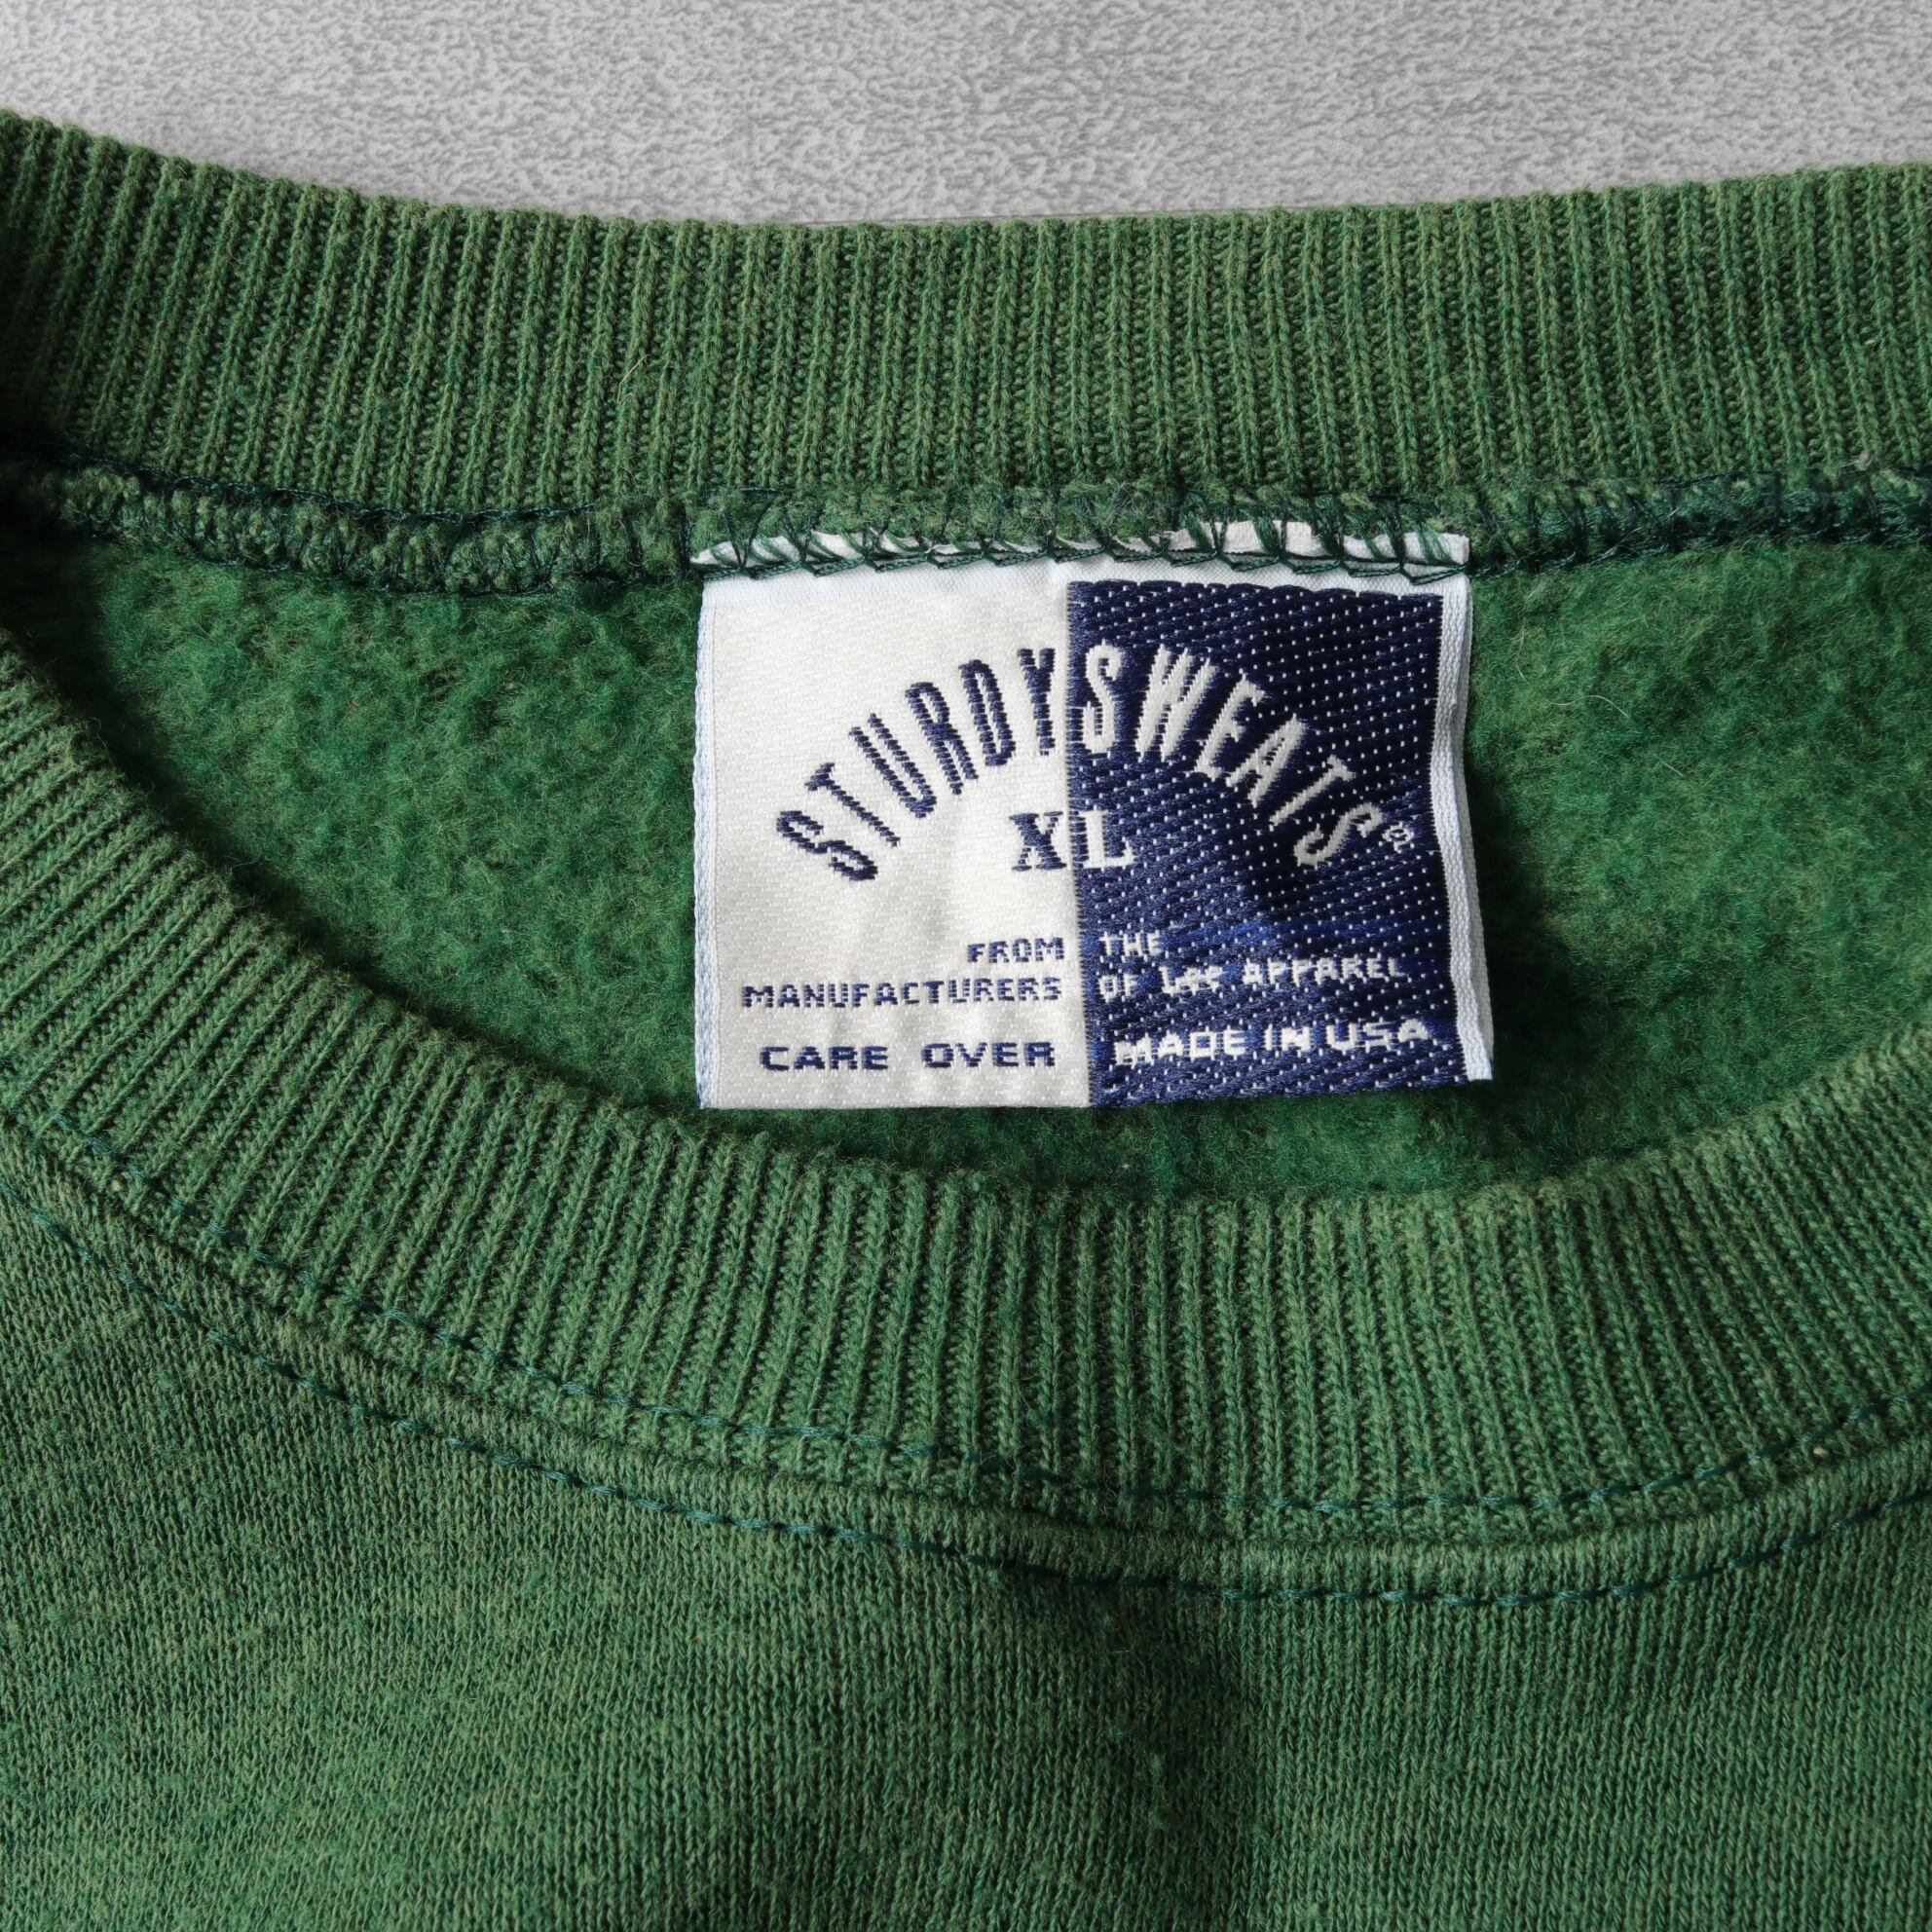 STURDYSWEATS®
XL
FROM THE
MANUFACTURERS OF Lee APPAREL
CARE OVER MADE IN USA